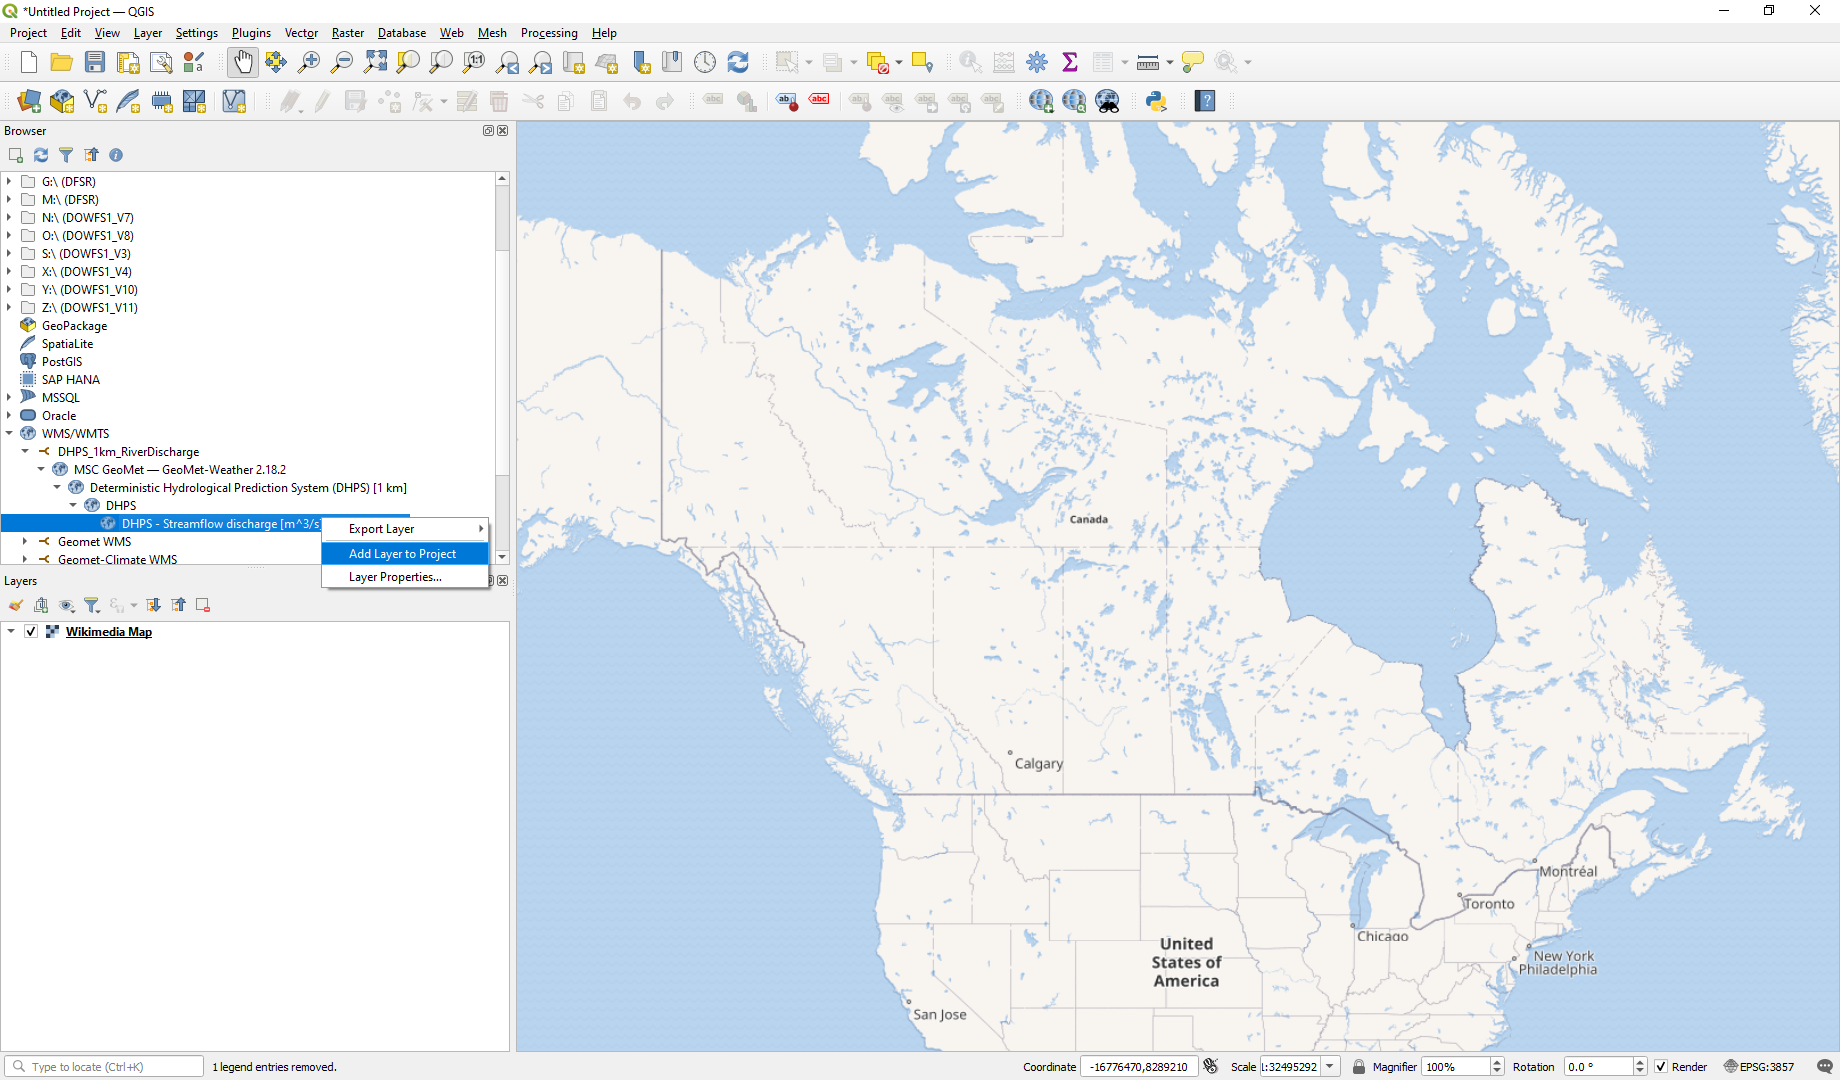 *Untitled Project — QGIS
Project Edit View Layer Settings Plugins Vector Raster Database Web Mesh Processing Help
Browser
G:\ (DFSR)
M:\ (DFSR)
N:\ (DOWFS1_V7)
O:\ (DOWFS1_V8)
S:\ (DOWFS1_V3)
X:\ (DOWFS1_V4)
Y:\ (DOWFS1_V10)
Z:\ (DOWFS1_V11)
GeoPackage
SpatiaLite
PostGIS
SAP HANA
MSSQL
Oracle
WMS/WMTS
DHPS_1km_RiverDischarge
MSC GeoMet — GeoMet-Weather 2.18.2
Deterministic Hydrological Prediction System (DHPS) [1 km]
DHPS
DHPS - Streamflow discharge [m^3/s
Geomet WMS
Geomet-Climate WMS
Export Layer
Add Layer to Project
Layer Properties...
Layers
Wikimedia Map
Canada
Calgary
Montréal
Toronto
Chicago
United
States of
America
New York
Philadelphia
San Jose
Type to locate (Ctrl+K) 1 legend entries removed. Coordinate -16776470,8289210 Scale 1:32495292 Magnifier 100% Rotation 0.0 ° Render EPSG:3857